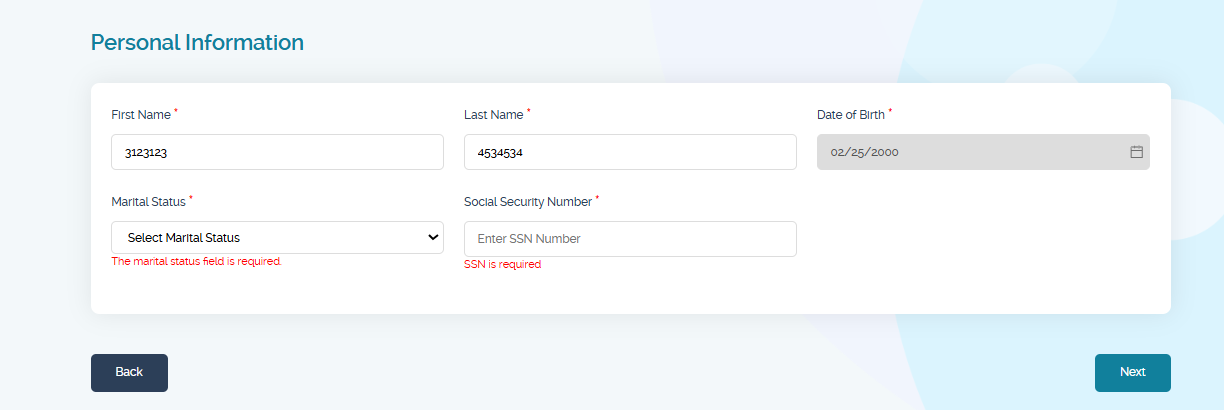 Personal Information
First Name *
Last Name *
Date of Birth *
3123123
4534534
02/25/2000
Marital Status *
Social Security Number *
Select Marital Status
Enter SSN Number
The marital status field is required.
SSN is required
Back
Next